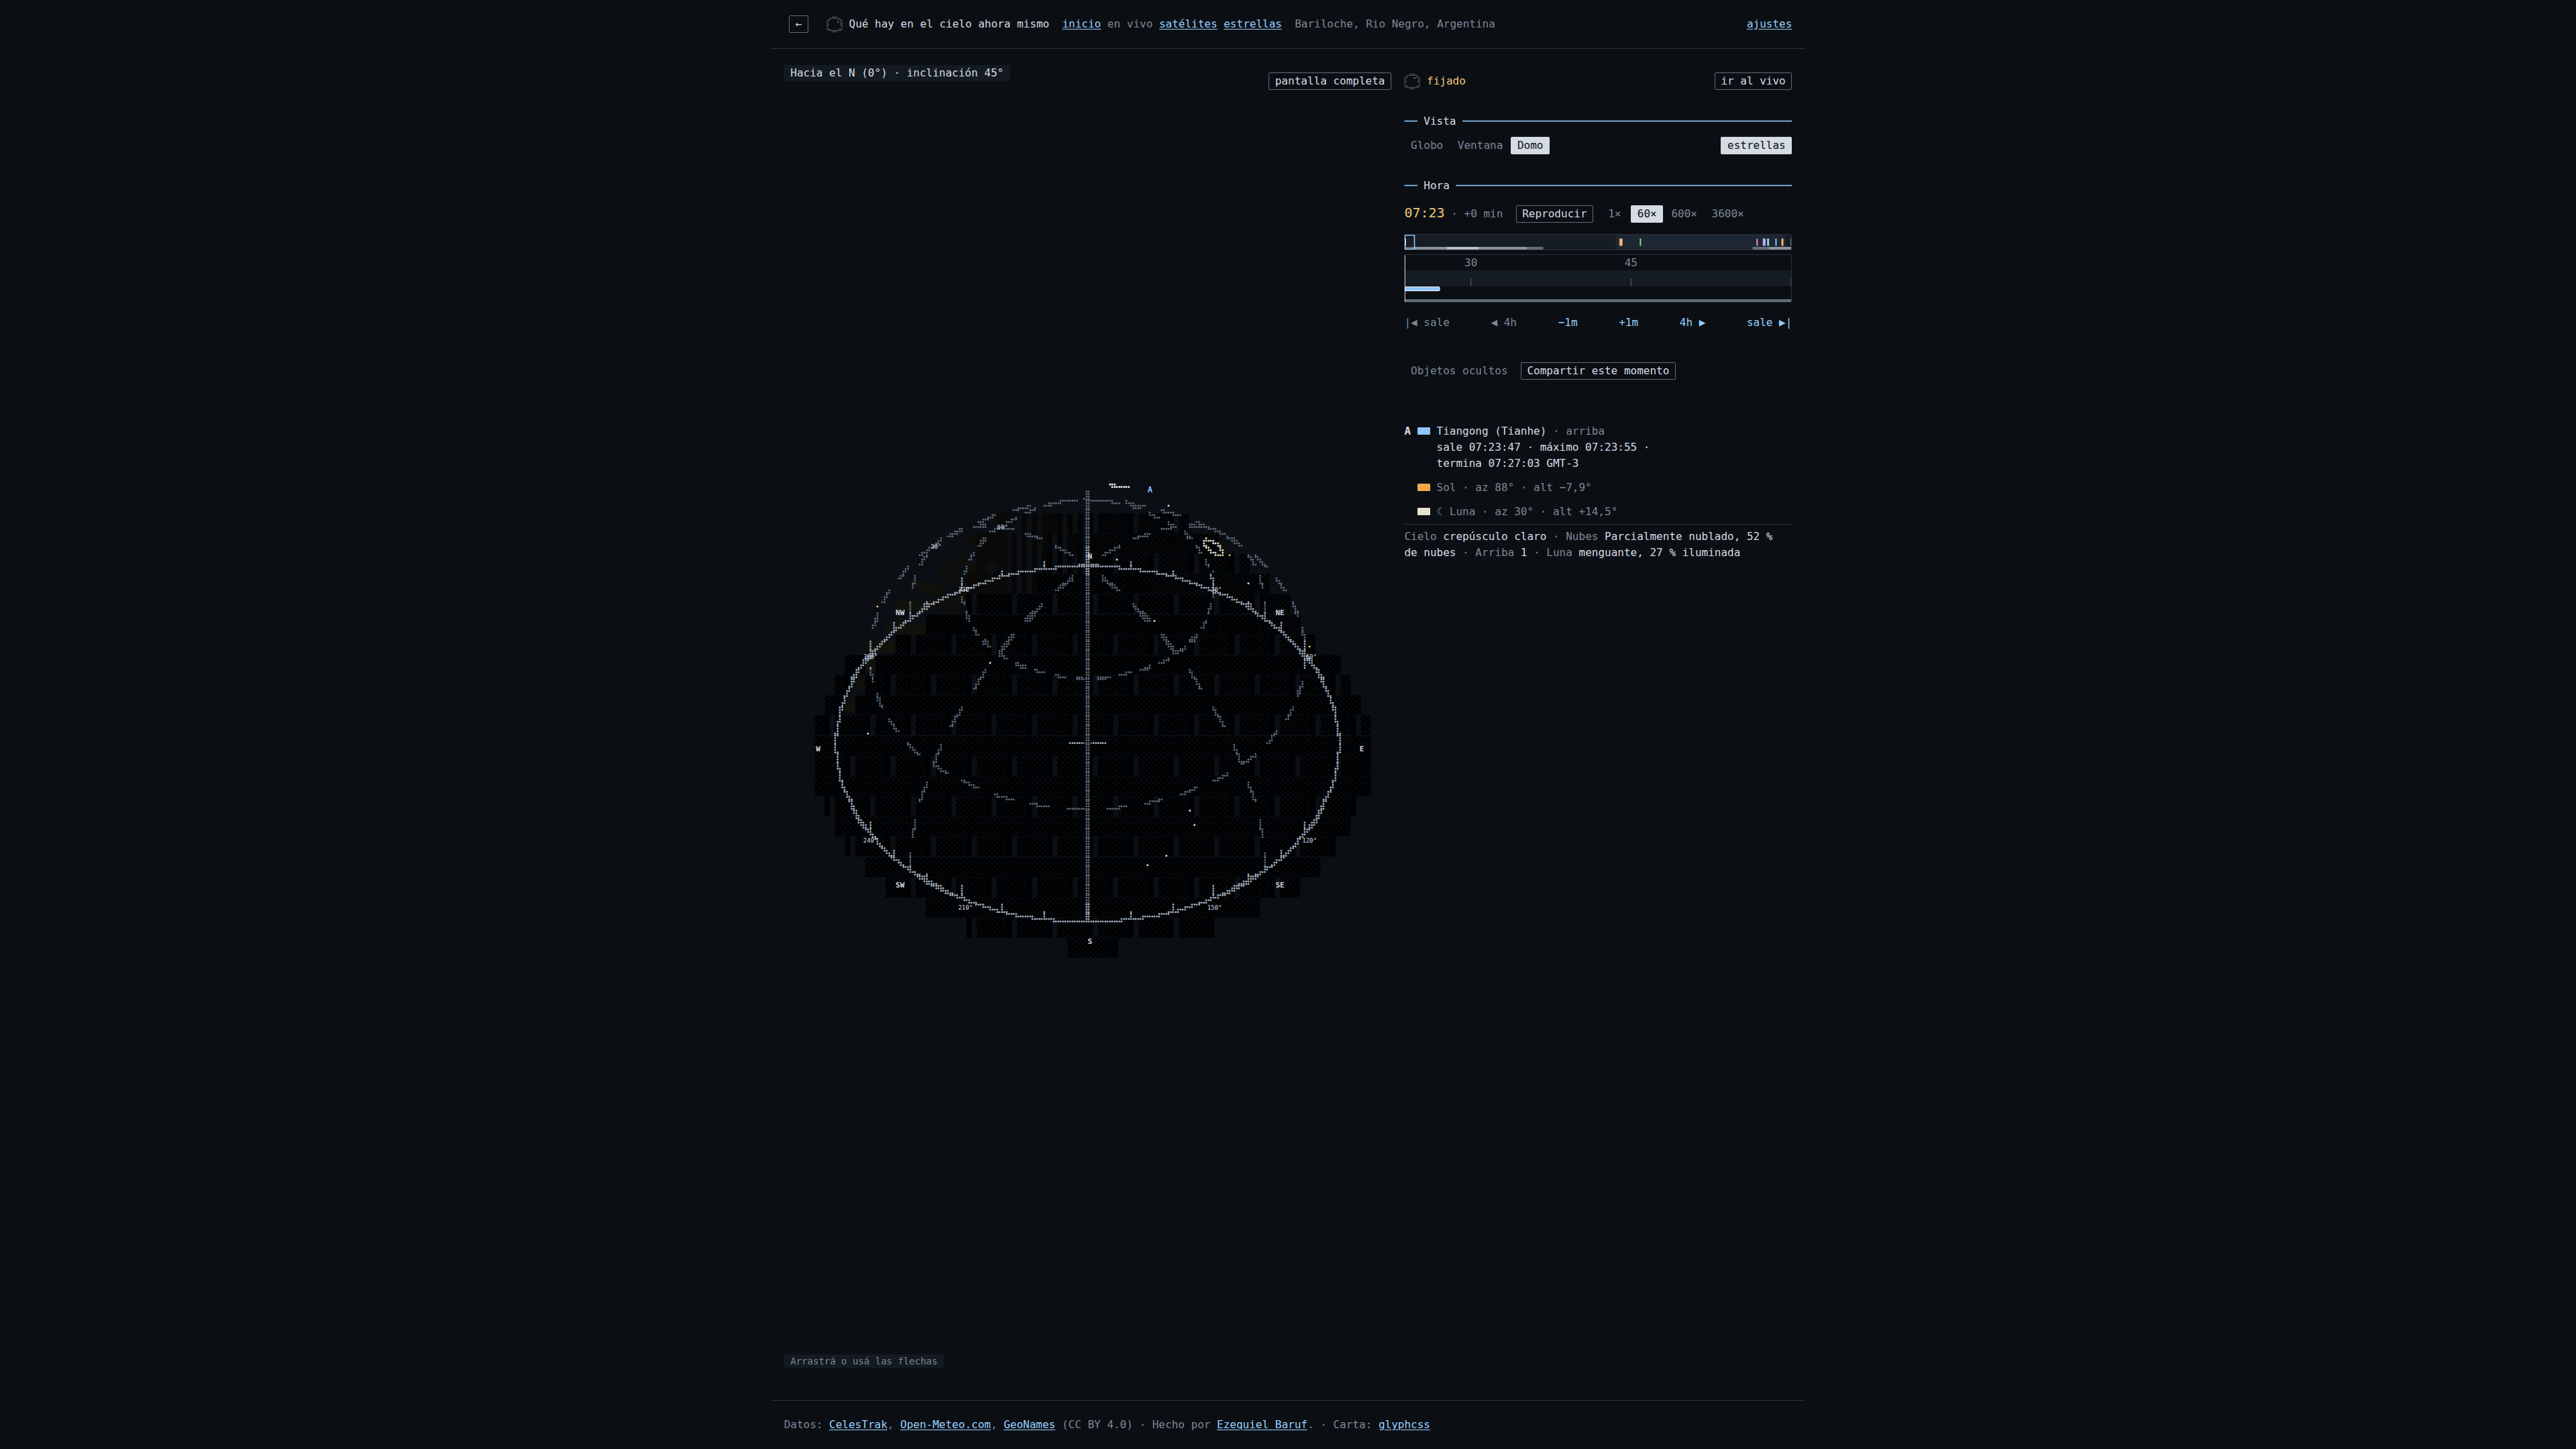 ← Qué hay en el cielo ahora mismo inicio en vivo satélites estrellas Bariloche, Rio Negro, Argentina ajustes
Hacia el N (0°) · inclinación 45°
pantalla completa
fijado
ir al vivo
Vista
Globo Ventana Domo estrellas
Hora
07:23 · +0 min Reproducir 1× 60× 600× 3600×
30 45
|◀ sale ◀ 4h −1m +1m 4h ▶ sale ▶|
Objetos ocultos Compartir este momento
A Tiangong (Tianhe) · arriba
sale 07:23:47 · máximo 07:23:55 ·
termina 07:27:03 GMT-3
Sol · az 88° · alt −7,9°
☾ Luna · az 30° · alt +14,5°
Cielo crepúsculo claro · Nubes Parcialmente nublado, 52 %
de nubes · Arriba 1 · Luna menguante, 27 % iluminada
A
60°
30°
N
NW
NE
W
E
240°
120°
SW
SE
210°
150°
S
Arrastrá o usá las flechas
Datos: CelesTrak, Open-Meteo.com, GeoNames (CC BY 4.0) · Hecho por Ezequiel Baruf. · Carta: glyphcss